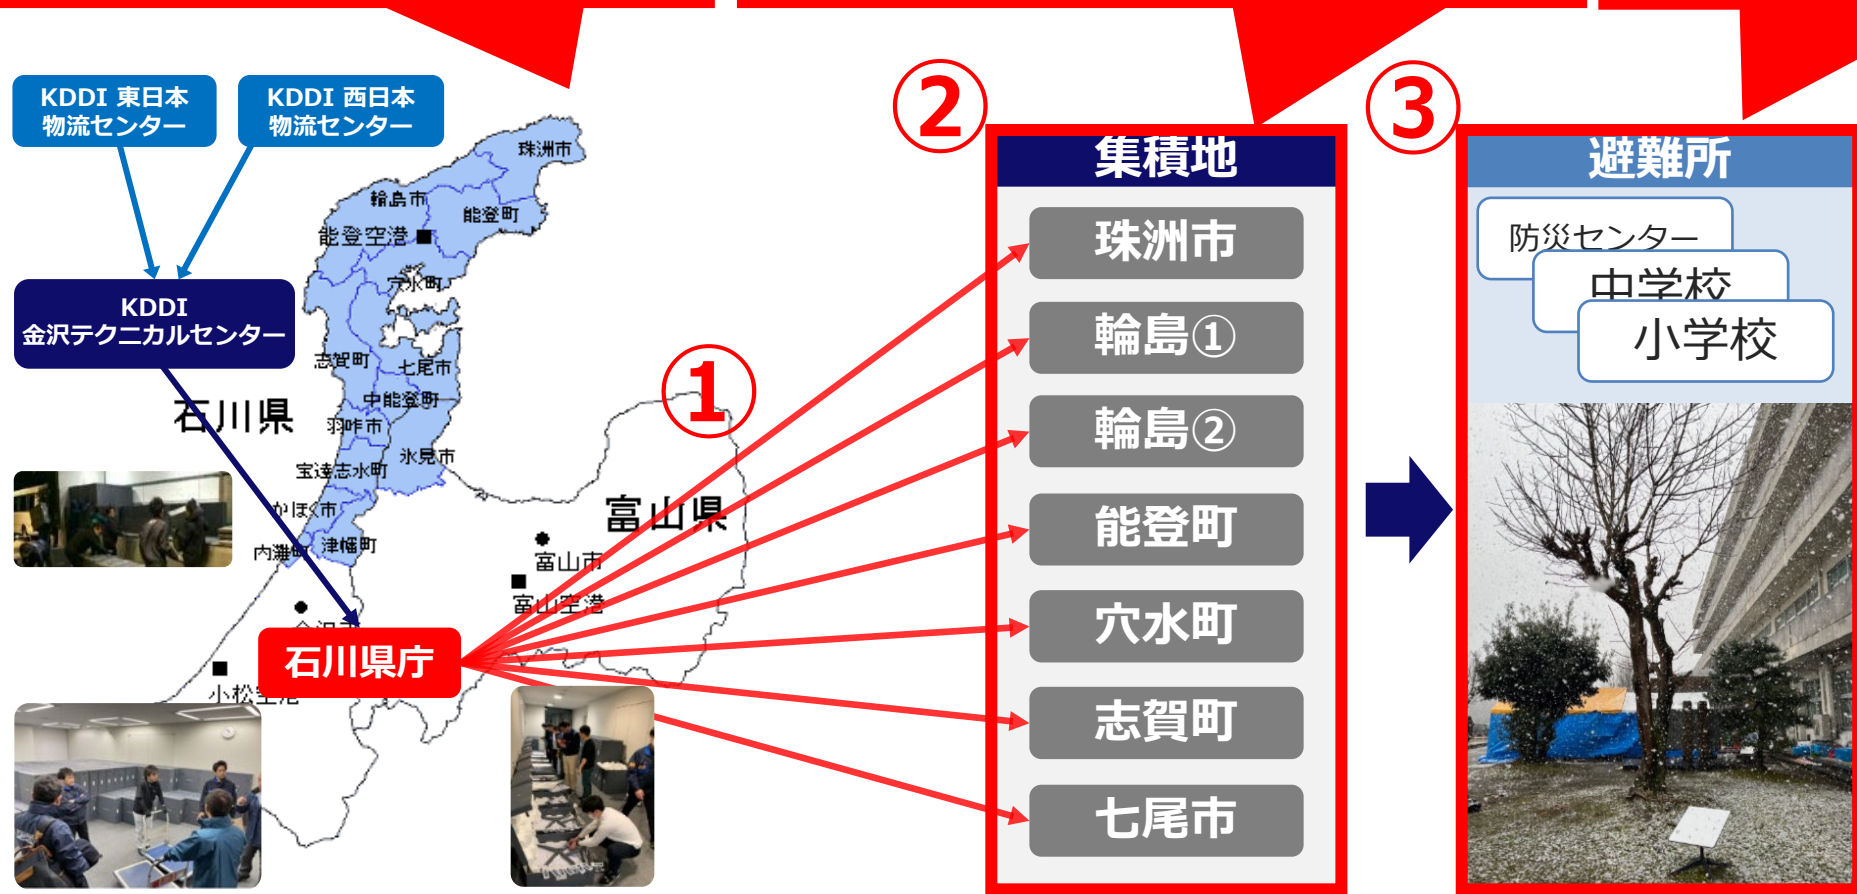 KDDI 東日本
物流センター
KDDI 西日本
物流センター
KDDI
金沢テクニカルセンター
珠洲市
輪島市
能登町
能登空港
穴水町
志賀町
七尾市
中能登町
石川県
羽咋市
氷見市
宝達志水町
かほく市
内灘町
津幡町
富山県
富山市
富山空港
金沢市
石川県庁
小松空港
①
②
集積地
珠洲市
輪島①
輪島②
能登町
穴水町
志賀町
七尾市
③
避難所
防災センター
中学校
小学校